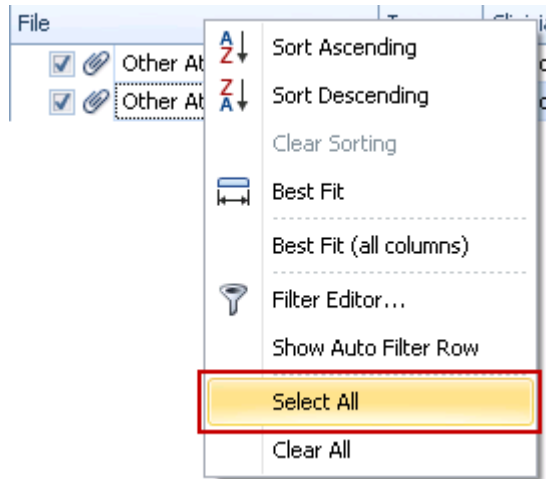 File
Other At
Other At
Sort Ascending
Sort Descending
Clear Sorting
Best Fit
Best Fit (all columns)
Filter Editor...
Show Auto Filter Row
Select All
Clear All